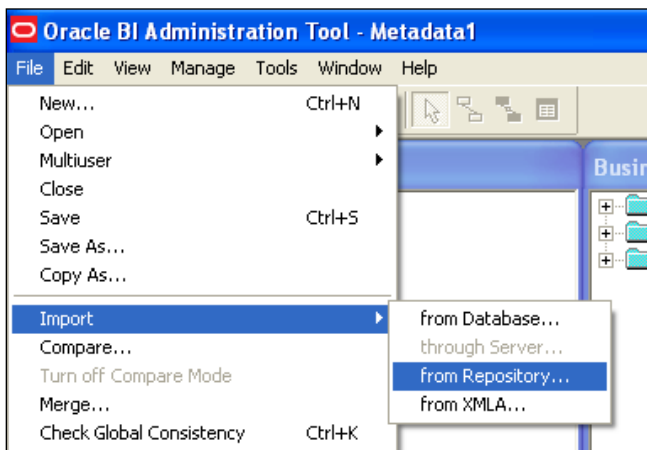 Oracle BI Administration Tool - Metadata1
File Edit View Manage Tools Window Help
New... Ctrl+N
Open
Multiuser
Close
Save Ctrl+S
Save As...
Copy As...
Import
Compare...
Turn off Compare Mode
Merge...
Check Global Consistency Ctrl+K
from Database...
through Server...
from Repository...
from XMLA...